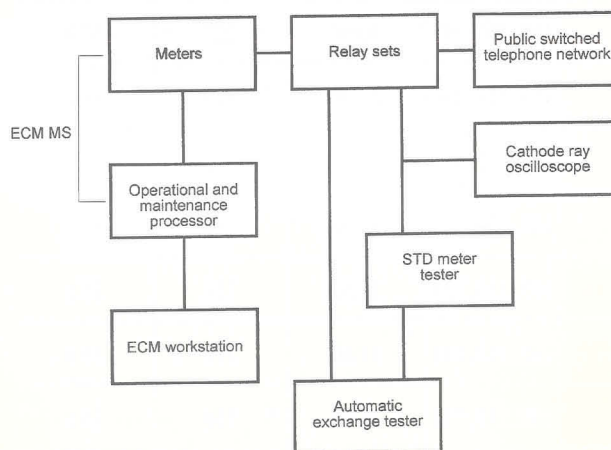 Meters
Relay sets
Public switched
telephone network
ECM MS
Cathode ray
oscilloscope
Operational and
maintenance
processor
STD meter
tester
ECM workstation
Automatic
exchange tester